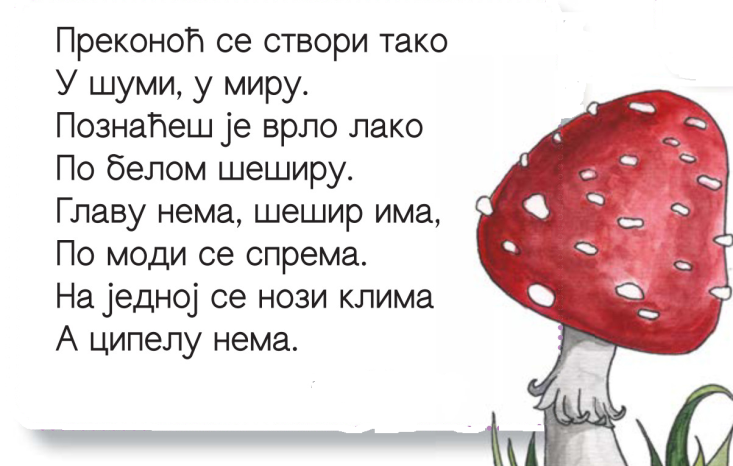 Преконоћ се створи тако
У шуми, у миру.
Познаћеш је врло лако
По белом шеширу.
Главу нема, шешир има,
По моди се спрема.
На једној се нози клима
А ципелу нема.